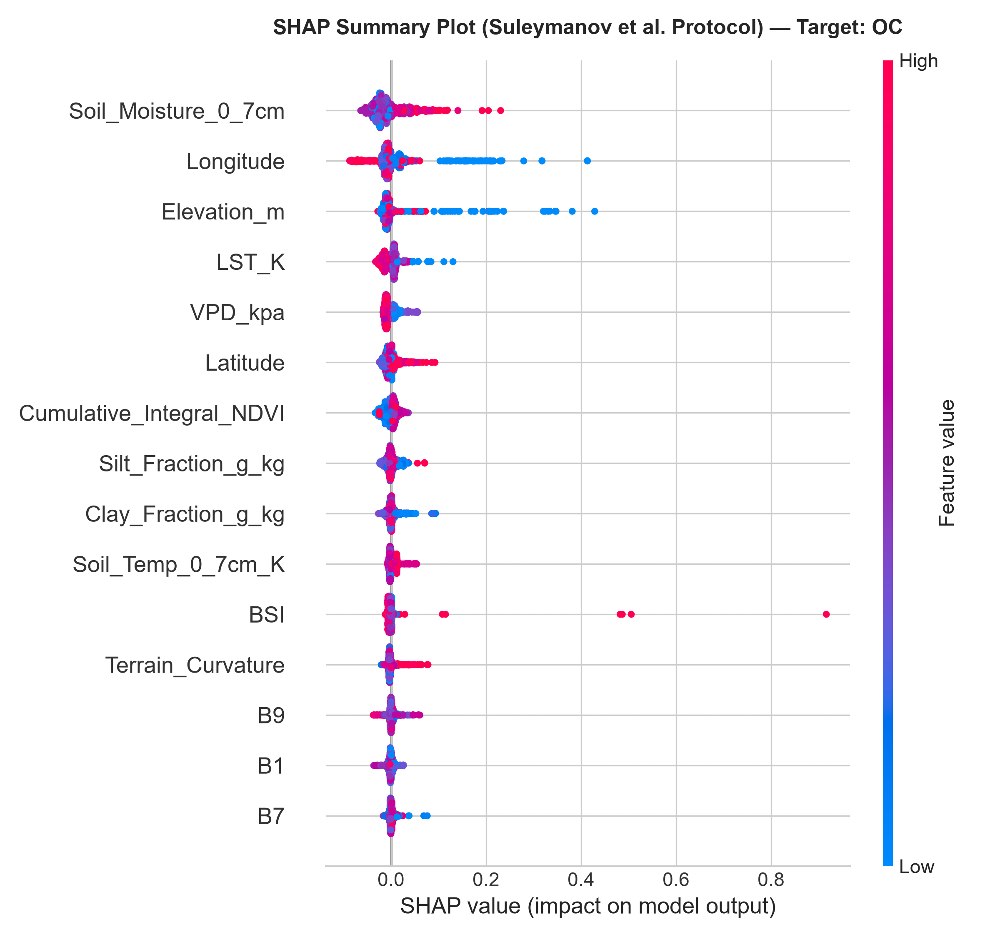 SHAP Summary Plot (Suleymanov et al. Protocol) — Target: OC
High
Soil_Moisture_0_7cm
Longitude
Elevation_m
LST_K
VPD_kpa
Latitude
Cumulative_Integral_NDVI
Silt_Fraction_g_kg
Clay_Fraction_g_kg
Soil_Temp_0_7cm_K
BSI
Terrain_Curvature
B9
B1
B7
Feature value
Low
0.0 0.2 0.4 0.6 0.8
SHAP value (impact on model output)